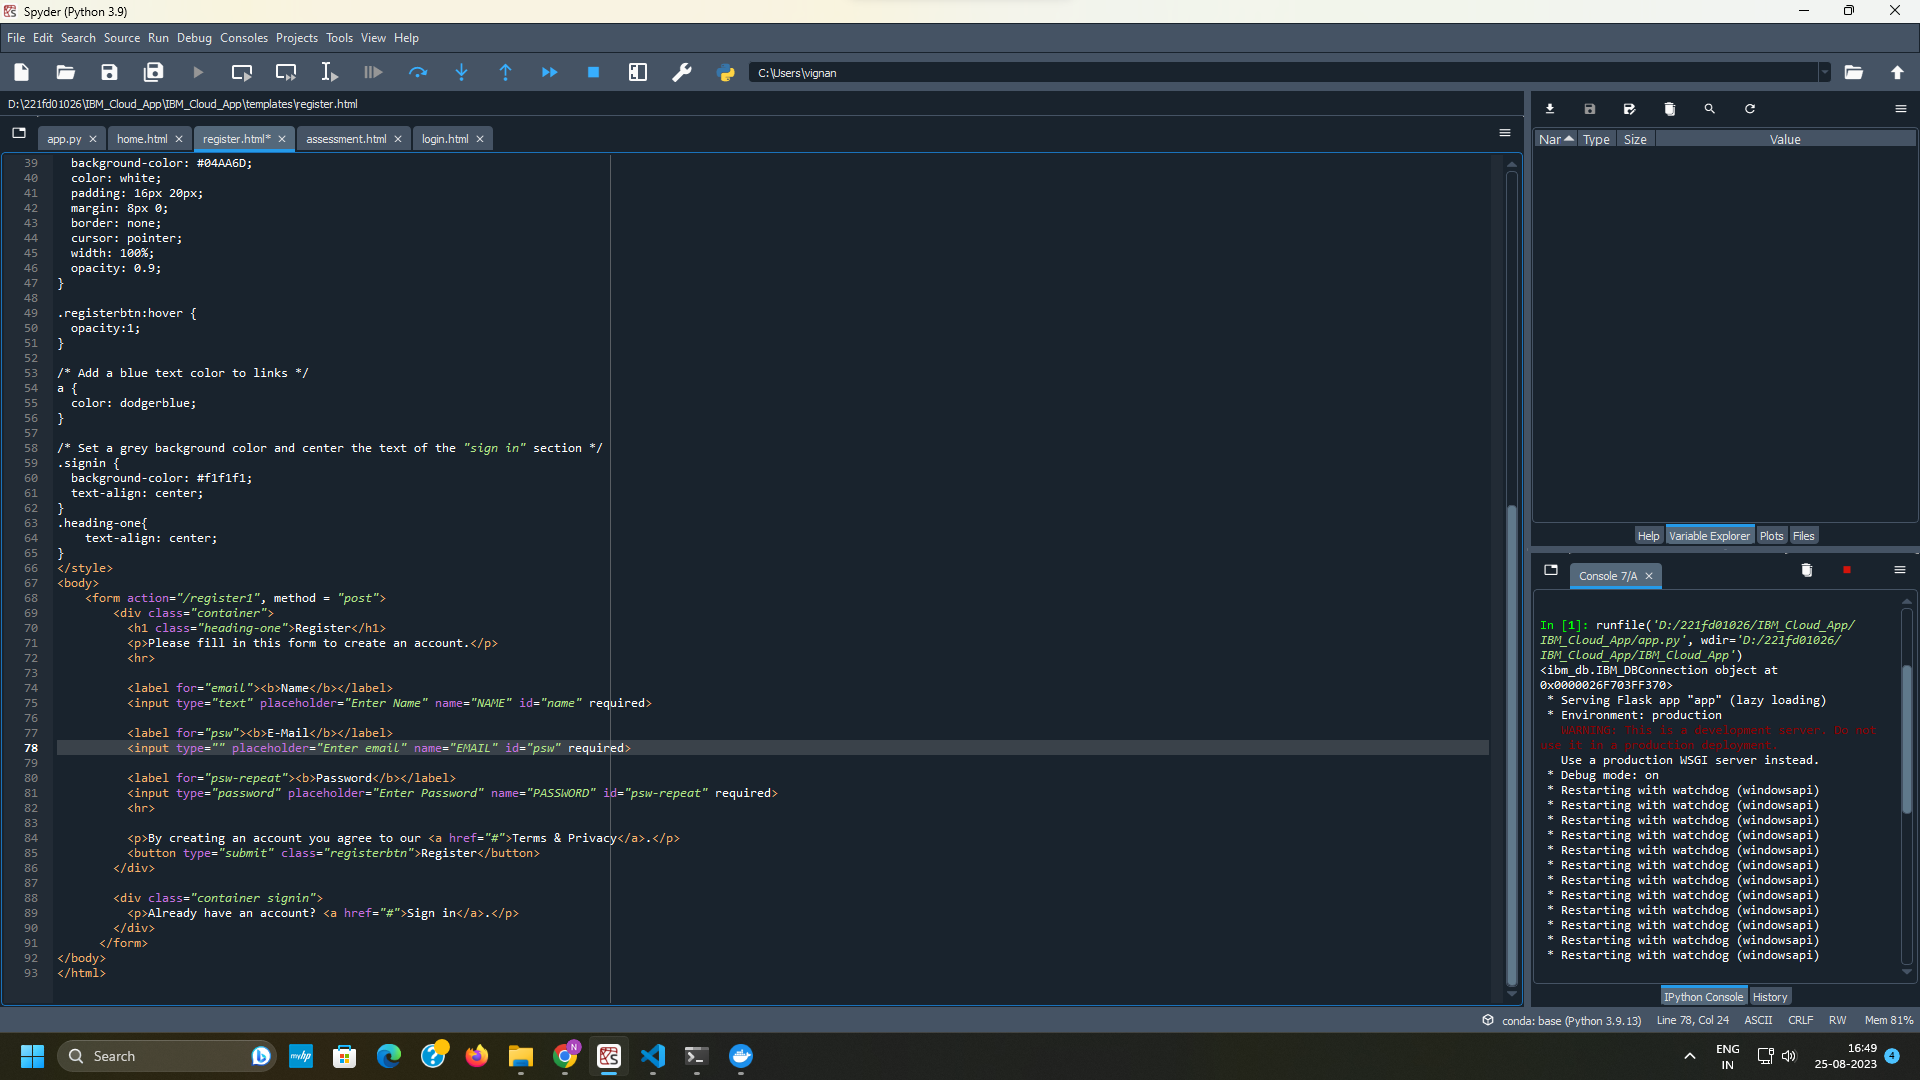 Spyder (Python 3.9)
File Edit Search Source Run Debug Consoles Projects Tools View Help
C:\Users\vignan
D:\221fd01026\IBM_Cloud_App\IBM_Cloud_App\templates\register.html
app.py home.html register.html* assessment.html login.html
39 background-color: #04AA6D;
40 color: white;
41 padding: 16px 20px;
42 margin: 8px 0;
43 border: none;
44 cursor: pointer;
45 width: 100%;
46 opacity: 0.9;
47 }
48
49 .registerbtn:hover {
50 opacity:1;
51 }
52
53 /* Add a blue text color to links */
54 a {
55 color: dodgerblue;
56 }
57
58 /* Set a grey background color and center the text of the "sign in" section */
59 .signin {
60 background-color: #f1f1f1;
61 text-align: center;
62 }
63 .heading-one{
64 text-align: center;
65 }
66 </style>
67 <body>
68 <form action="/register1", method = "post">
69 <div class="container">
70 <h1 class="heading-one">Register</h1>
71 <p>Please fill in this form to create an account.</p>
72 <hr>
73
74 <label for="email"><b>Name</b></label>
75 <input type="text" placeholder="Enter Name" name="NAME" id="name" required>
76
77 <label for="psw"><b>E-Mail</b></label>
78 <input type="" placeholder="Enter email" name="EMAIL" id="psw" required>
79
80 <label for="psw-repeat"><b>Password</b></label>
81 <input type="password" placeholder="Enter Password" name="PASSWORD" id="psw-repeat" required>
82 <hr>
83
84 <p>By creating an account you agree to our <a href="#">Terms & Privacy</a>.</p>
85 <button type="submit" class="registerbtn">Register</button>
86 </div>
87
88 <div class="container signin">
89 <p>Already have an account? <a href="#">Sign in</a>.</p>
90 </div>
91 </form>
92 </body>
93 </html>
Nar Type Size Value
Help Variable Explorer Plots Files
Console 7/A
In [1]: runfile('D:/221fd01026/IBM_Cloud_App/
IBM_Cloud_App/app.py', wdir='D:/221fd01026/
IBM_Cloud_App/IBM_Cloud_App')
<ibm_db.IBM_DBConnection object at
0x0000026F703FF370>
* Serving Flask app "app" (lazy loading)
* Environment: production
WARNING: This is a development server. Do not
use it in a production deployment.
Use a production WSGI server instead.
* Debug mode: on
* Restarting with watchdog (windowsapi)
* Restarting with watchdog (windowsapi)
* Restarting with watchdog (windowsapi)
* Restarting with watchdog (windowsapi)
* Restarting with watchdog (windowsapi)
* Restarting with watchdog (windowsapi)
* Restarting with watchdog (windowsapi)
* Restarting with watchdog (windowsapi)
* Restarting with watchdog (windowsapi)
* Restarting with watchdog (windowsapi)
* Restarting with watchdog (windowsapi)
* Restarting with watchdog (windowsapi)
IPython Console History
conda: base (Python 3.9.13) Line 78, Col 24 ASCII CRLF RW Mem 81%
Search
myhp
N
ENG
IN
16:49
25-08-2023
4